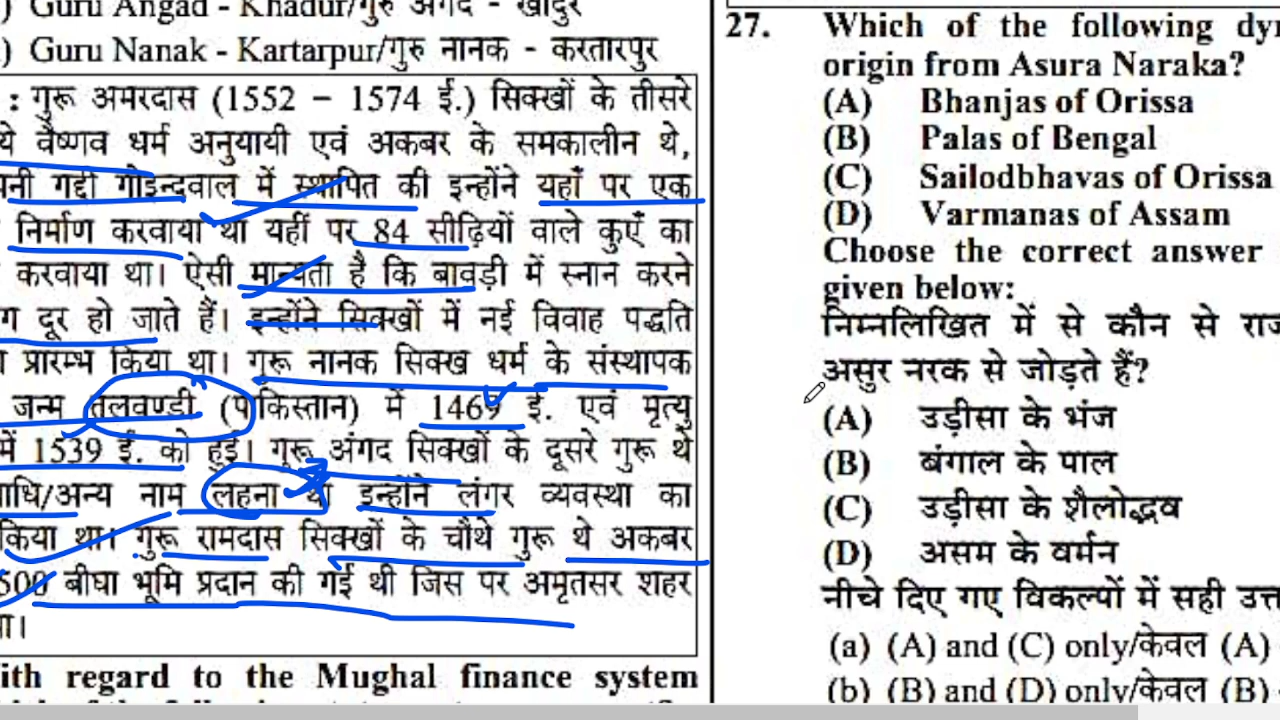 ) Guru Angad - Khadur/गुरु अंगद - खादुर
) Guru Nanak - Kartarpur/गुरु नानक - करतारपुर
: गुरू अमरदास (1552 – 1574 ई.) सिक्खों के तीसरे
ये वैष्णव धर्म अनुयायी एवं अकबर के समकालीन थे,
पनी गद्दी गोइन्दवाल में स्थापित की इन्होंने यहाँ पर एक
निर्माण करवाया था यहीं पर 84 सीढ़ियों वाले कुएँ का
करवाया था। ऐसी मान्यता है कि बावड़ी में स्नान करने
ग दूर हो जाते हैं। इन्होंने सिक्खों में नई विवाह पद्धति
प्रारम्भ किया था। गुरू नानक सिक्ख धर्म के संस्थापक
जन्म तलवण्डी (पाकिस्तान) में 1469 ई. एवं मृत्यु
में 1539 ई. को हुई। गुरू अंगद सिक्खों के दूसरे गुरू थे
ाधि/अन्य नाम लहना था इन्होंने लंगर व्यवस्था का
किया था। गुरू रामदास सिक्खों के चौथे गुरू थे अकबर
500 बीघा भूमि प्रदान की गई थी जिस पर अमृतसर शहर
ा।
ith regard to the Mughal finance system
27. Which of the following dy
origin from Asura Naraka?
(A) Bhanjas of Orissa
(B) Palas of Bengal
(C) Sailodbhavas of Orissa
(D) Varmanas of Assam
Choose the correct answer
given below:
निम्नलिखित में से कौन से रा
असुर नरक से जोड़ते हैं?
(A) उड़ीसा के भंज
(B) बंगाल के पाल
(C) उड़ीसा के शैलोद्भव
(D) असम के वर्मन
नीचे दिए गए विकल्पों में सही उत्त
(a) (A) and (C) only/केवल (A)
(b) (B) and (D) only/केवल (B)